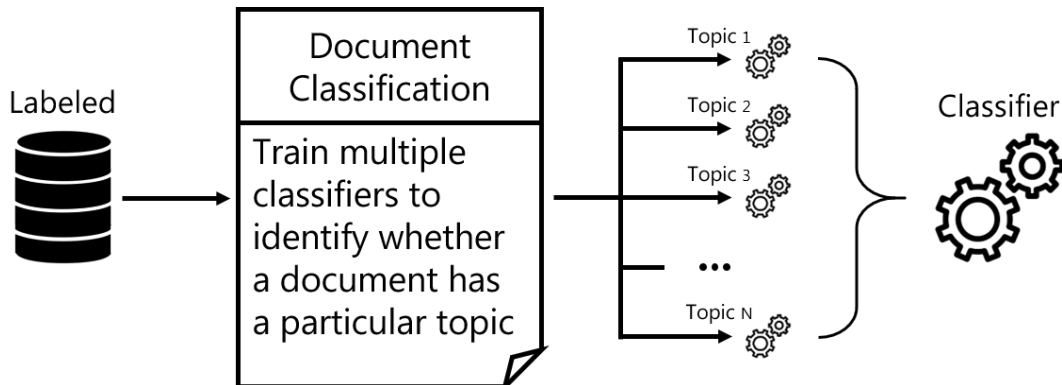 Labeled
Document
Classification
Train multiple
classifiers to
identify whether
a document has
a particular topic
Topic 1
Topic 2
Topic 3
...
Topic N
Classifier